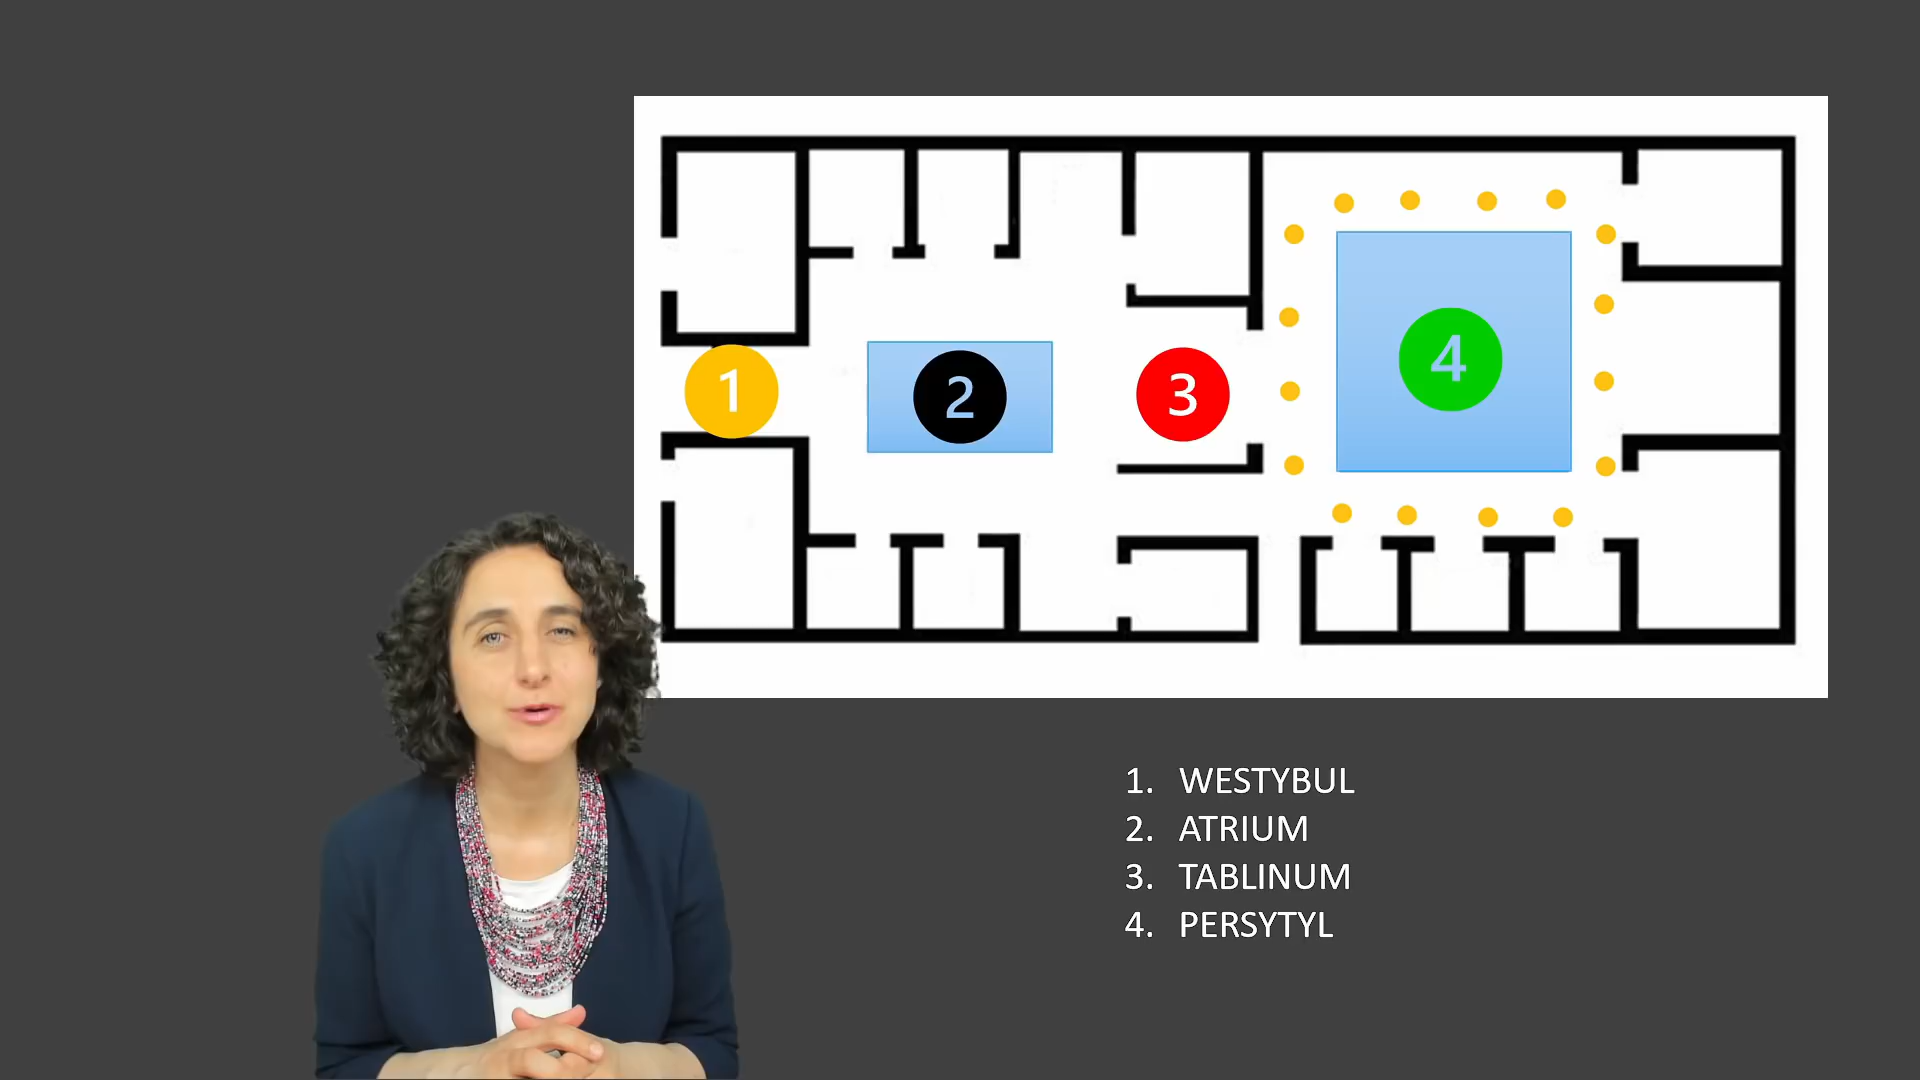 1
2
3
4
1. WESTYBUL
2. ATRIUM
3. TABLINUM
4. PERSYTYL